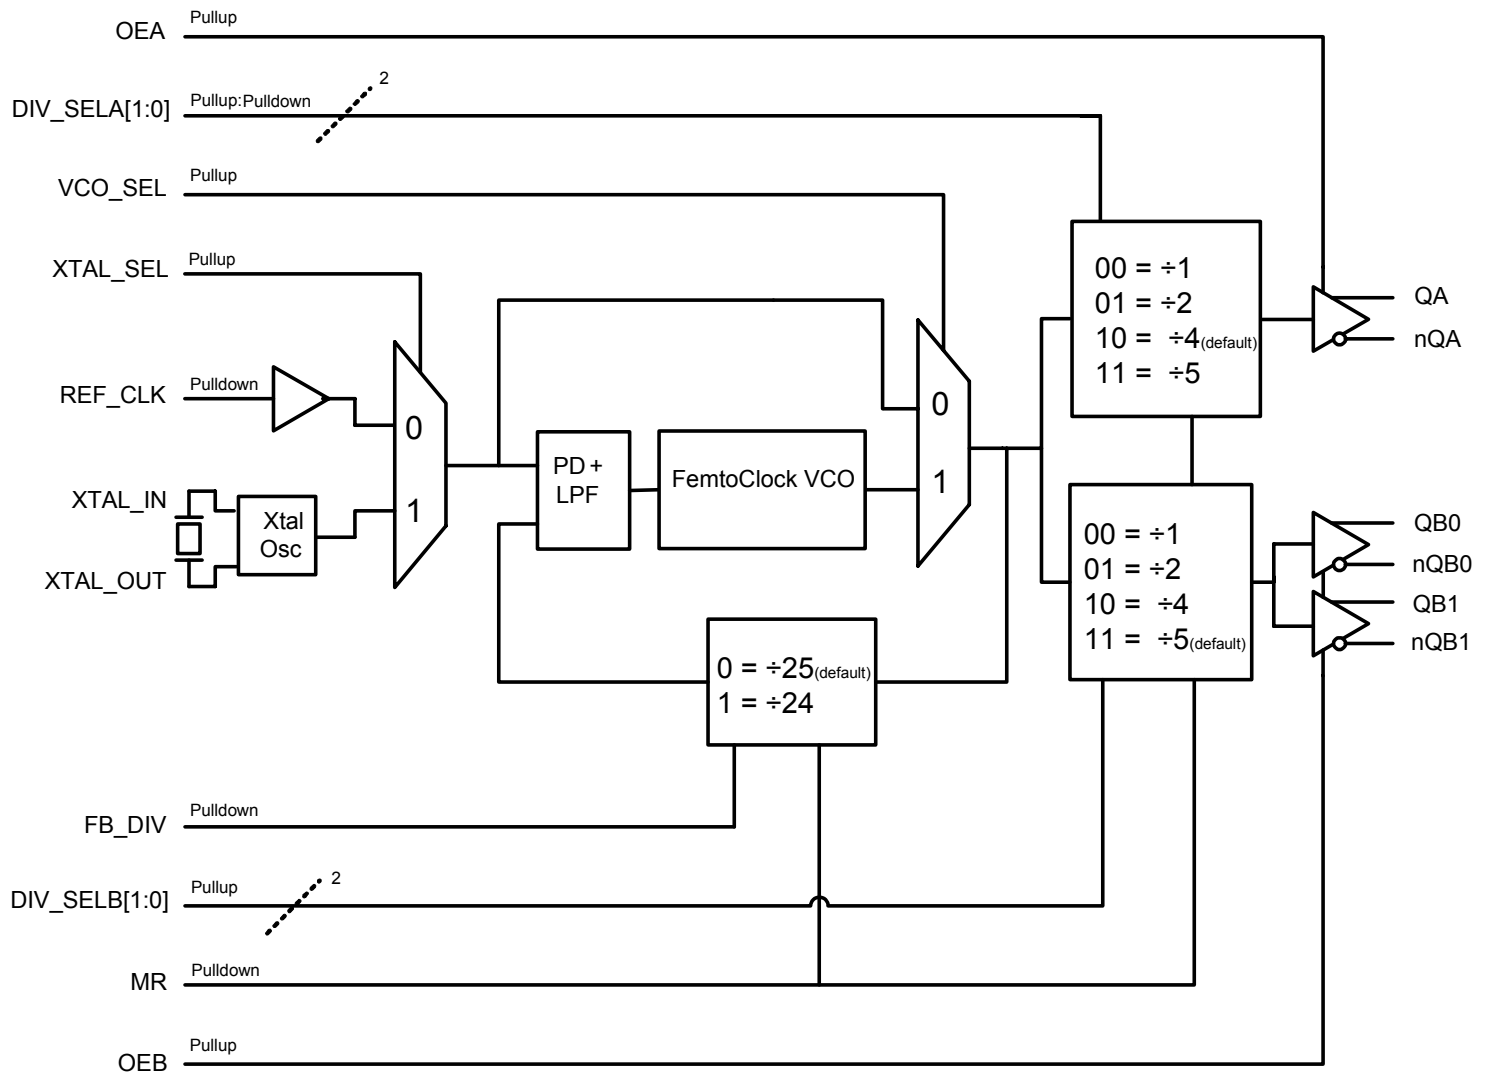 OEA
Pullup
DIV_SELA[1:0]
Pullup:Pulldown
2
VCO_SEL
Pullup
XTAL_SEL
Pullup
REF_CLK
Pulldown
XTAL_IN
XTAL_OUT
Xtal
Osc
0
1
PD +
LPF
FemtoClock VCO
0
1
00 = ÷1
01 = ÷2
10 = ÷4(default)
11 = ÷5
QA
nQA
00 = ÷1
01 = ÷2
10 = ÷4
11 = ÷5(default)
QB0
nQB0
QB1
nQB1
0 = ÷25(default)
1 = ÷24
FB_DIV
Pulldown
DIV_SELB[1:0]
Pullup
2
MR
Pulldown
OEB
Pullup